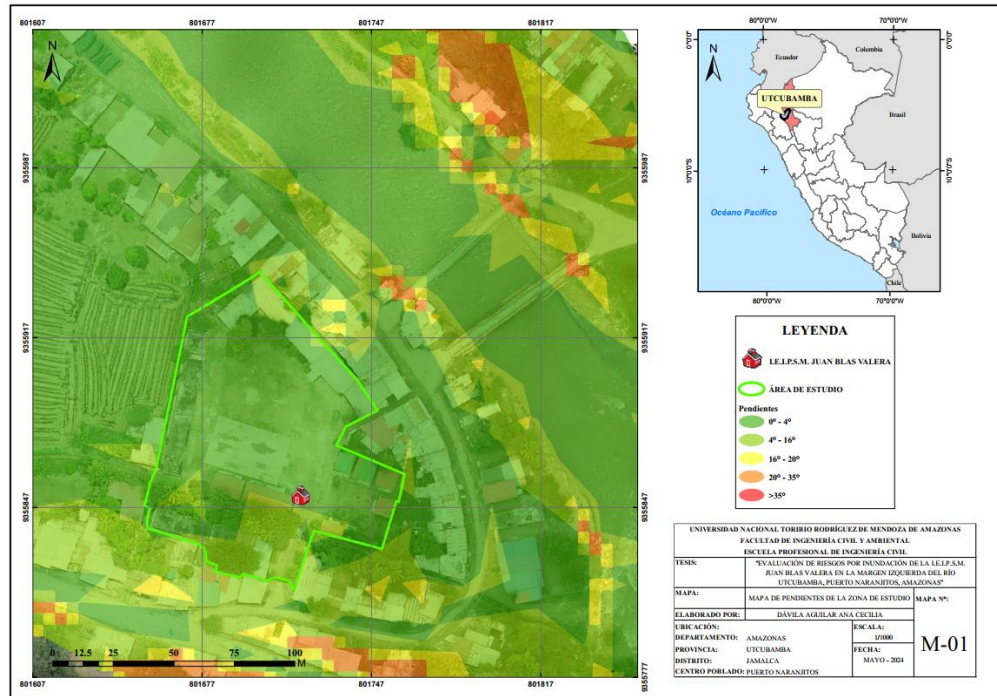 801607
801677
801747
801817
N
9355987
9355917
9355847
9355777
0 12.5 25 50 75 100
M
801607
801677
801747
801817
80°0'0"
70°0'0"
N
0°0'0"
0°0'0"
Ecuador
Colombia
UTCUBAMBA
Brasil
10°0'0"S
10°0'0"S
Océano Pacífico
Bolivia
Chile
80°0'0"W
70°0'0"W
LEYENDA
I.E.I.P.S.M. JUAN BLAS VALERA
ÁREA DE ESTUDIO
Pendientes
0° - 4°
4° - 16°
16° - 20°
20° - 35°
>35°
UNIVERSIDAD NACIONAL TORIBIO RODRÍGUEZ DE MENDOZA DE AMAZONAS
FACULTAD DE INGENIERÍA CIVIL Y AMBIENTAL
ESCUELA PROFESIONAL DE INGENIERÍA CIVIL
TESIS: "EVALUACIÓN DE RIESGOS POR INUNDACIÓN DE LA I.E.I.P.S.M.
JUAN BLAS VALERA EN LA MARGEN IZQUIERDA DEL RÍO
UTCUBAMBA, PUERTO NARANJITOS, AMAZONAS"
MAPA: MAPA DE PENDIENTES DE LA ZONA DE ESTUDIO
MAPA Nº:
ELABORADO POR: DÁVILA AGUILAR ANA CECILIA
UBICACIÓN:
DEPARTAMENTO: AMAZONAS
PROVINCIA: UTCUBAMBA
DISTRITO: JAMALCA
CENTRO POBLADO: PUERTO NARANJITOS
ESCALA:
1/1000
FECHA:
MAYO - 2024
M-01